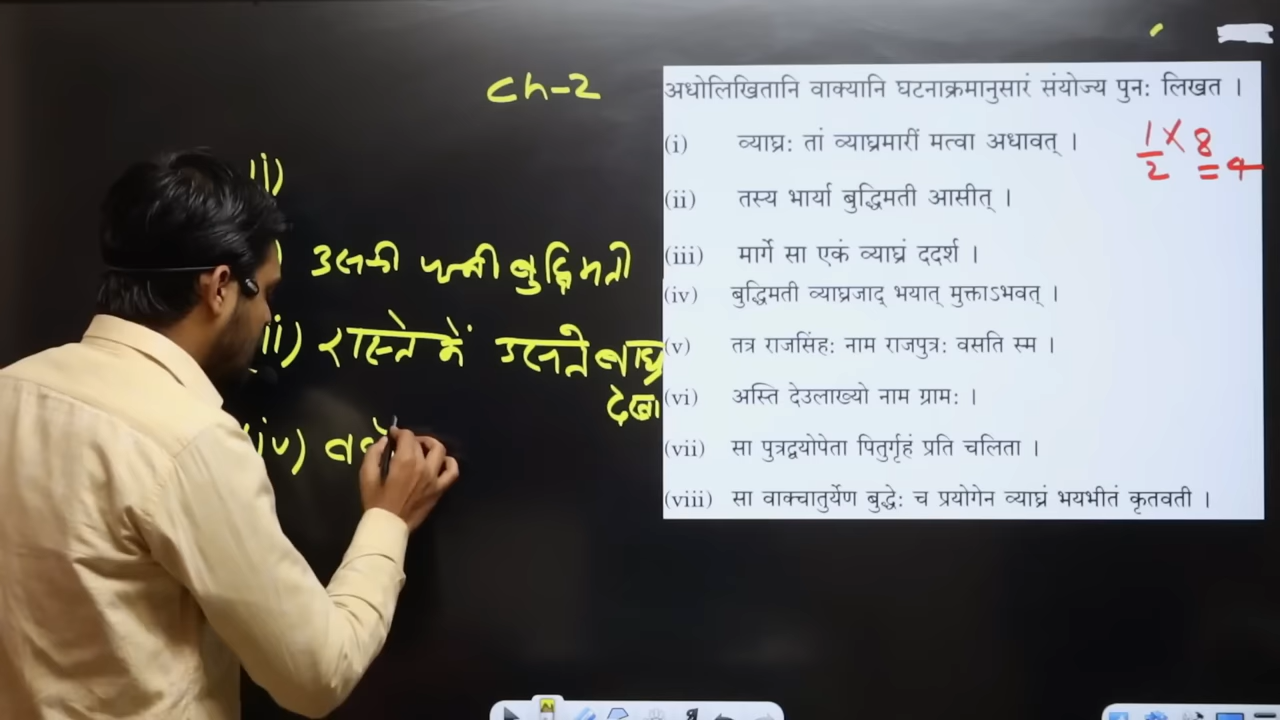 ch-2
अधोलिखितानि वाक्यानि घटनाक्रमानुसारं संयोज्य पुनः लिखत ।
(i) व्याघ्रः तां व्याघ्रमारीं मत्वा अधावत् ।
1/2 × 8 = 4
(ii) तस्य भार्या बुद्धिमती आसीत् ।
(iii) मार्गे सा एकं व्याघ्रं ददर्श ।
(iv) बुद्धिमती व्याघ्रजाद् भयात् मुक्ताऽभवत् ।
(v) तत्र राजसिंहः नाम राजपुत्रः वसति स्म ।
(vi) अस्ति देउलाख्यो नाम ग्रामः ।
(vii) सा पुत्रद्वयोपेता पितुर्गृहं प्रति चलिता ।
(viii) सा वाक्चातुर्येण बुद्धेः च प्रयोगेन व्याघ्रं भयभीतं कृतवती ।
i)
) उसकी पत्नी बुद्धिमती
ii) रास्ते में उसने बाघ
देखा
iv)